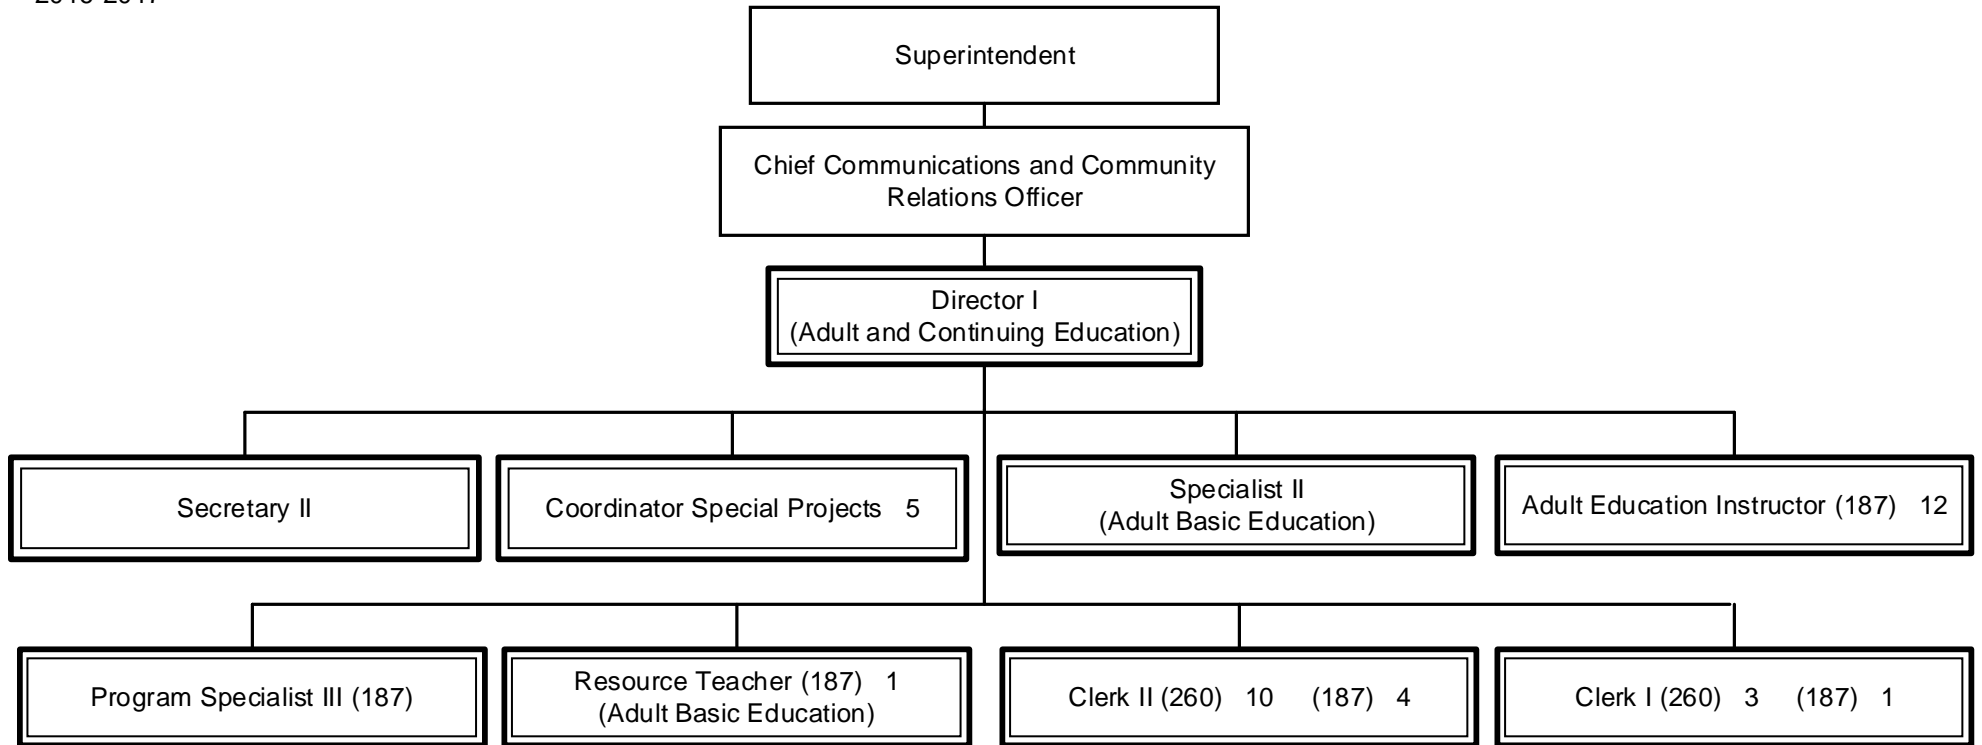 Superintendent
Chief Communications and Community
Relations Officer
Director I
(Adult and Continuing Education)
Secretary II
Coordinator Special Projects 5
Specialist II
(Adult Basic Education)
Adult Education Instructor (187) 12
Program Specialist III (187)
Resource Teacher (187) 1
(Adult Basic Education)
Clerk II (260) 10 (187) 4
Clerk I (260) 3 (187) 1